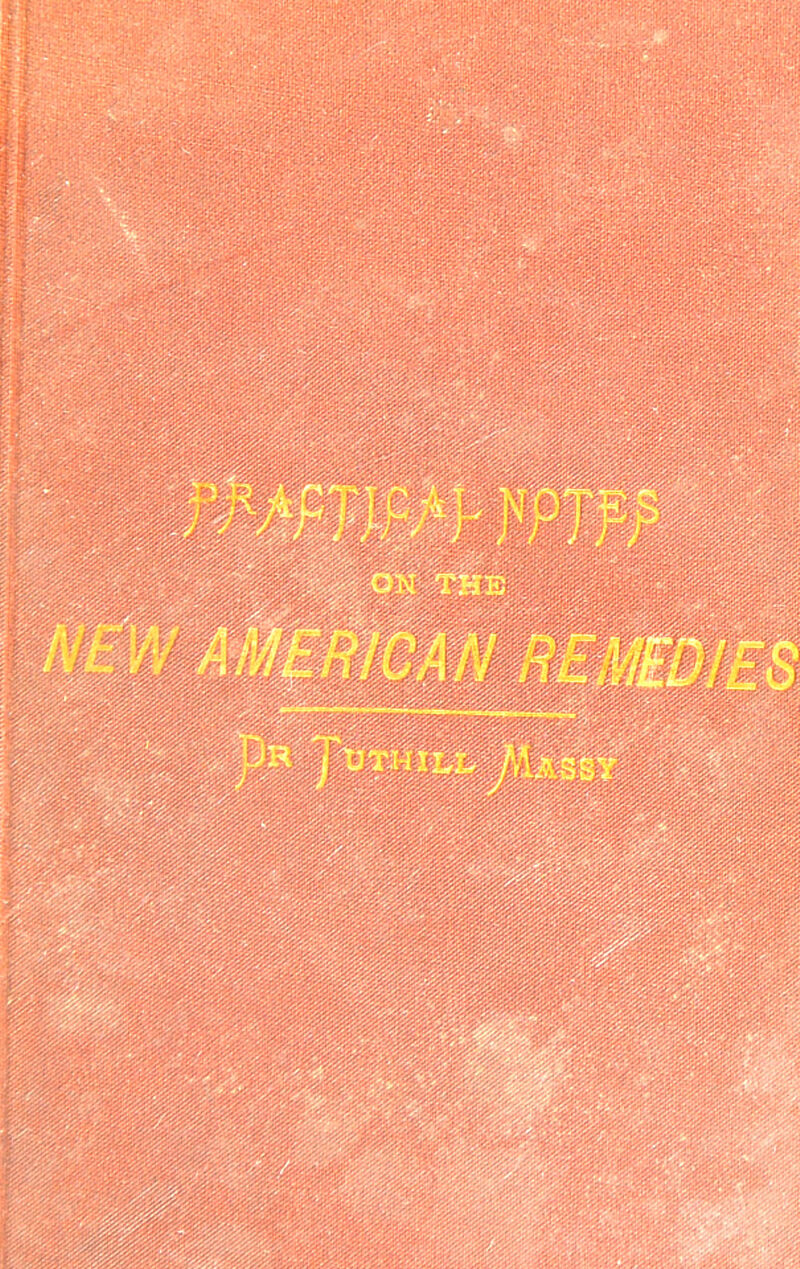 PRACTICAL NOTES
ON THE
NEW AMERICAN REMEDIES
DR TUTHILL MASSY